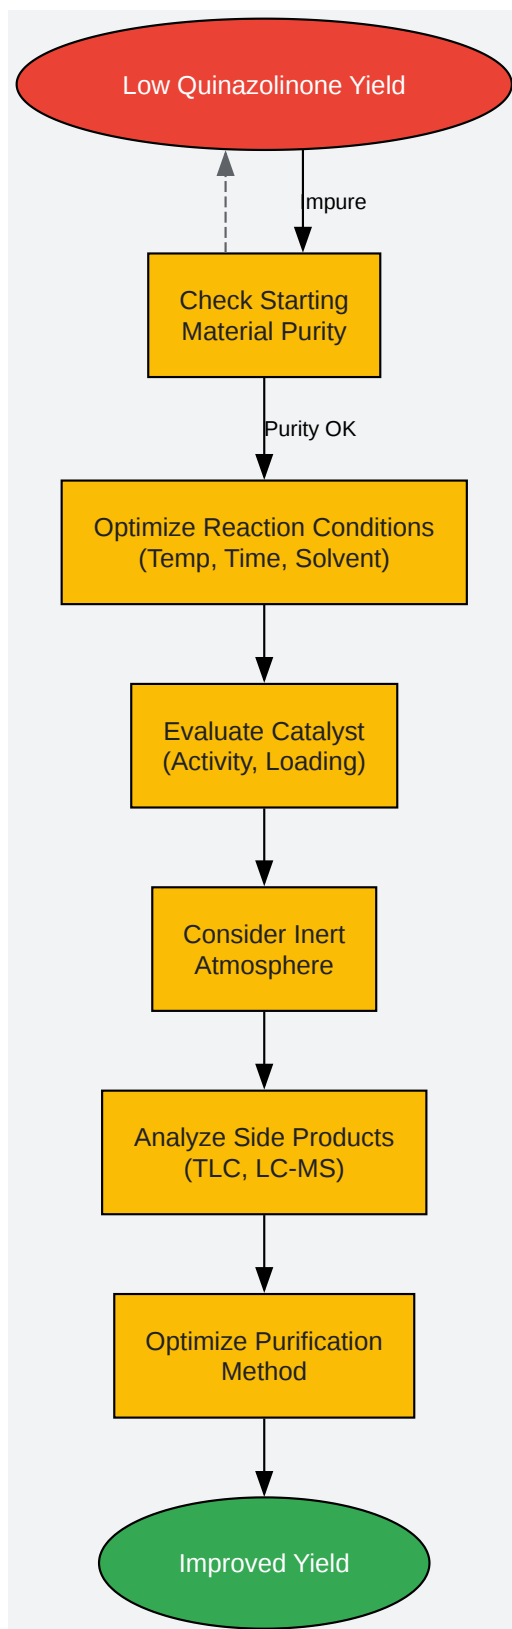 Low Quinazolinone Yield
Impure
Check Starting
Material Purity
Purity OK
Optimize Reaction Conditions
(Temp, Time, Solvent)
Evaluate Catalyst
(Activity, Loading)
Consider Inert
Atmosphere
Analyze Side Products
(TLC, LC-MS)
Optimize Purification
Method
Improved Yield